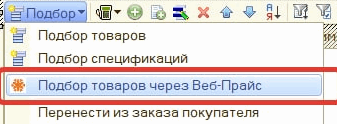 Подбор
Подбор товаров
Подбор спецификаций
Подбор товаров через Веб-Прайс
Перенести из заказа покупателя